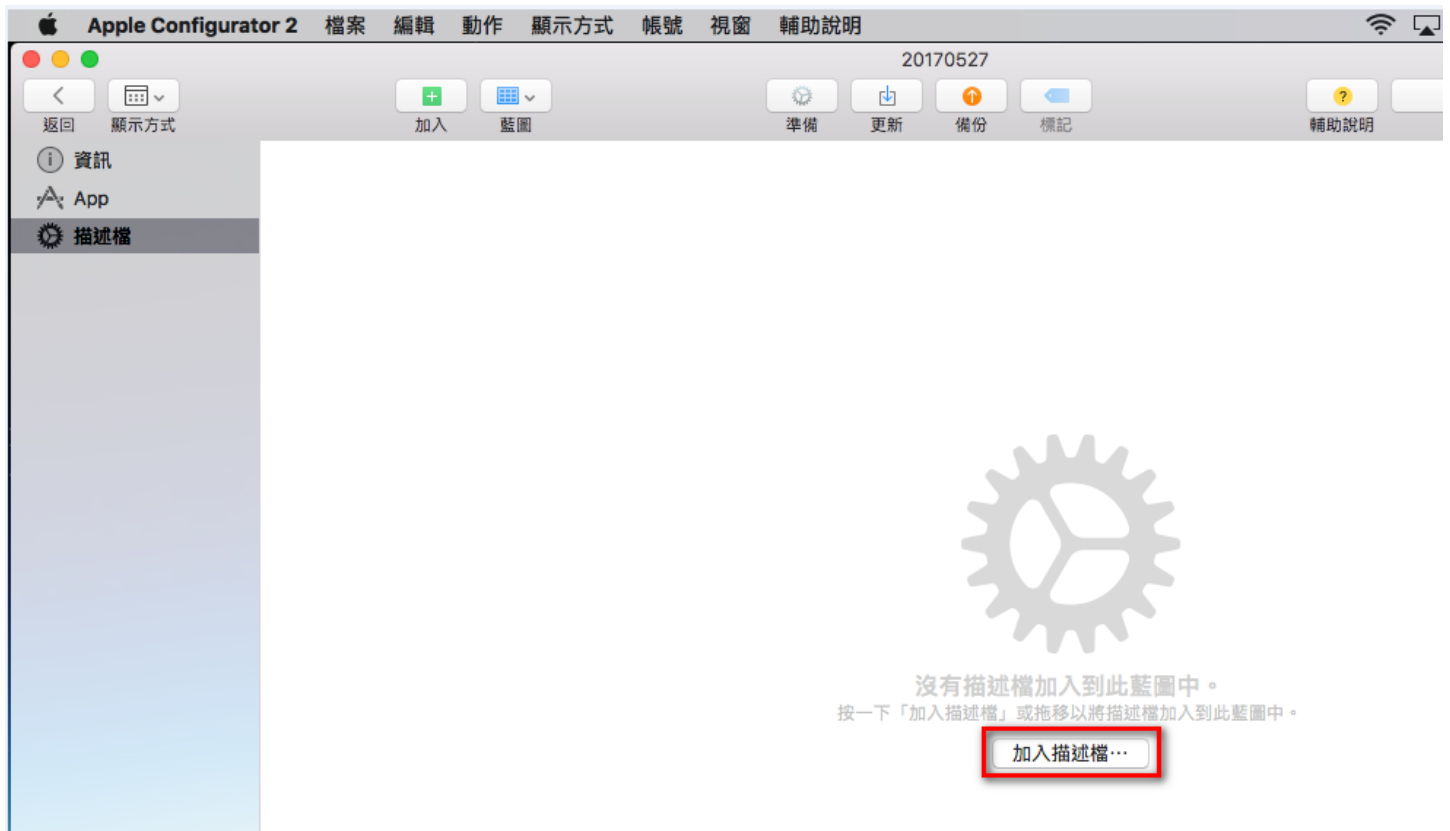 Apple Configurator 2 檔案 編輯 動作 顯示方式 帳號 視窗 輔助說明
20170527
返回 顯示方式 加入 藍圖 準備 更新 備份 標記 輔助說明
資訊
App
描述檔
沒有描述檔加入到此藍圖中。
按一下「加入描述檔」或拖移以將描述檔加入到此藍圖中。
加入描述檔⋯